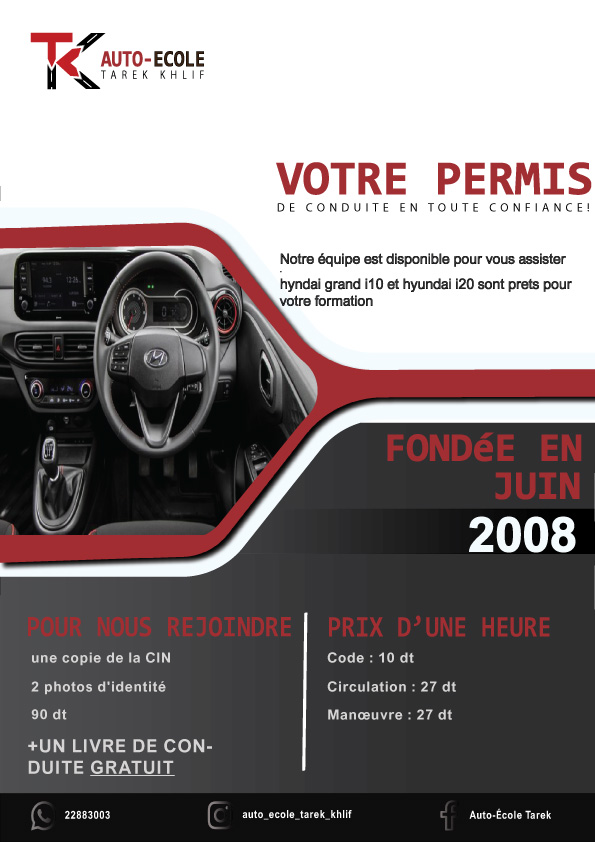 TK
AUTO-ECOLE
TAREK KHLIF
VOTRE PERMIS
DE CONDUITE EN TOUTE CONFIANCE!
Notre équipe est disponible pour vous assister
.
hyndai grand i10 et hyundai i20 sont prets pour
votre formation
FONDéE EN
JUIN
2008
POUR NOUS REJOINDRE
une copie de la CIN
2 photos d'identité
90 dt
+UN LIVRE DE CON-
DUITE GRATUIT
PRIX D’UNE HEURE
Code : 10 dt
Circulation : 27 dt
Manœuvre : 27 dt
22883003
auto_ecole_tarek_khlif
Auto-École Tarek